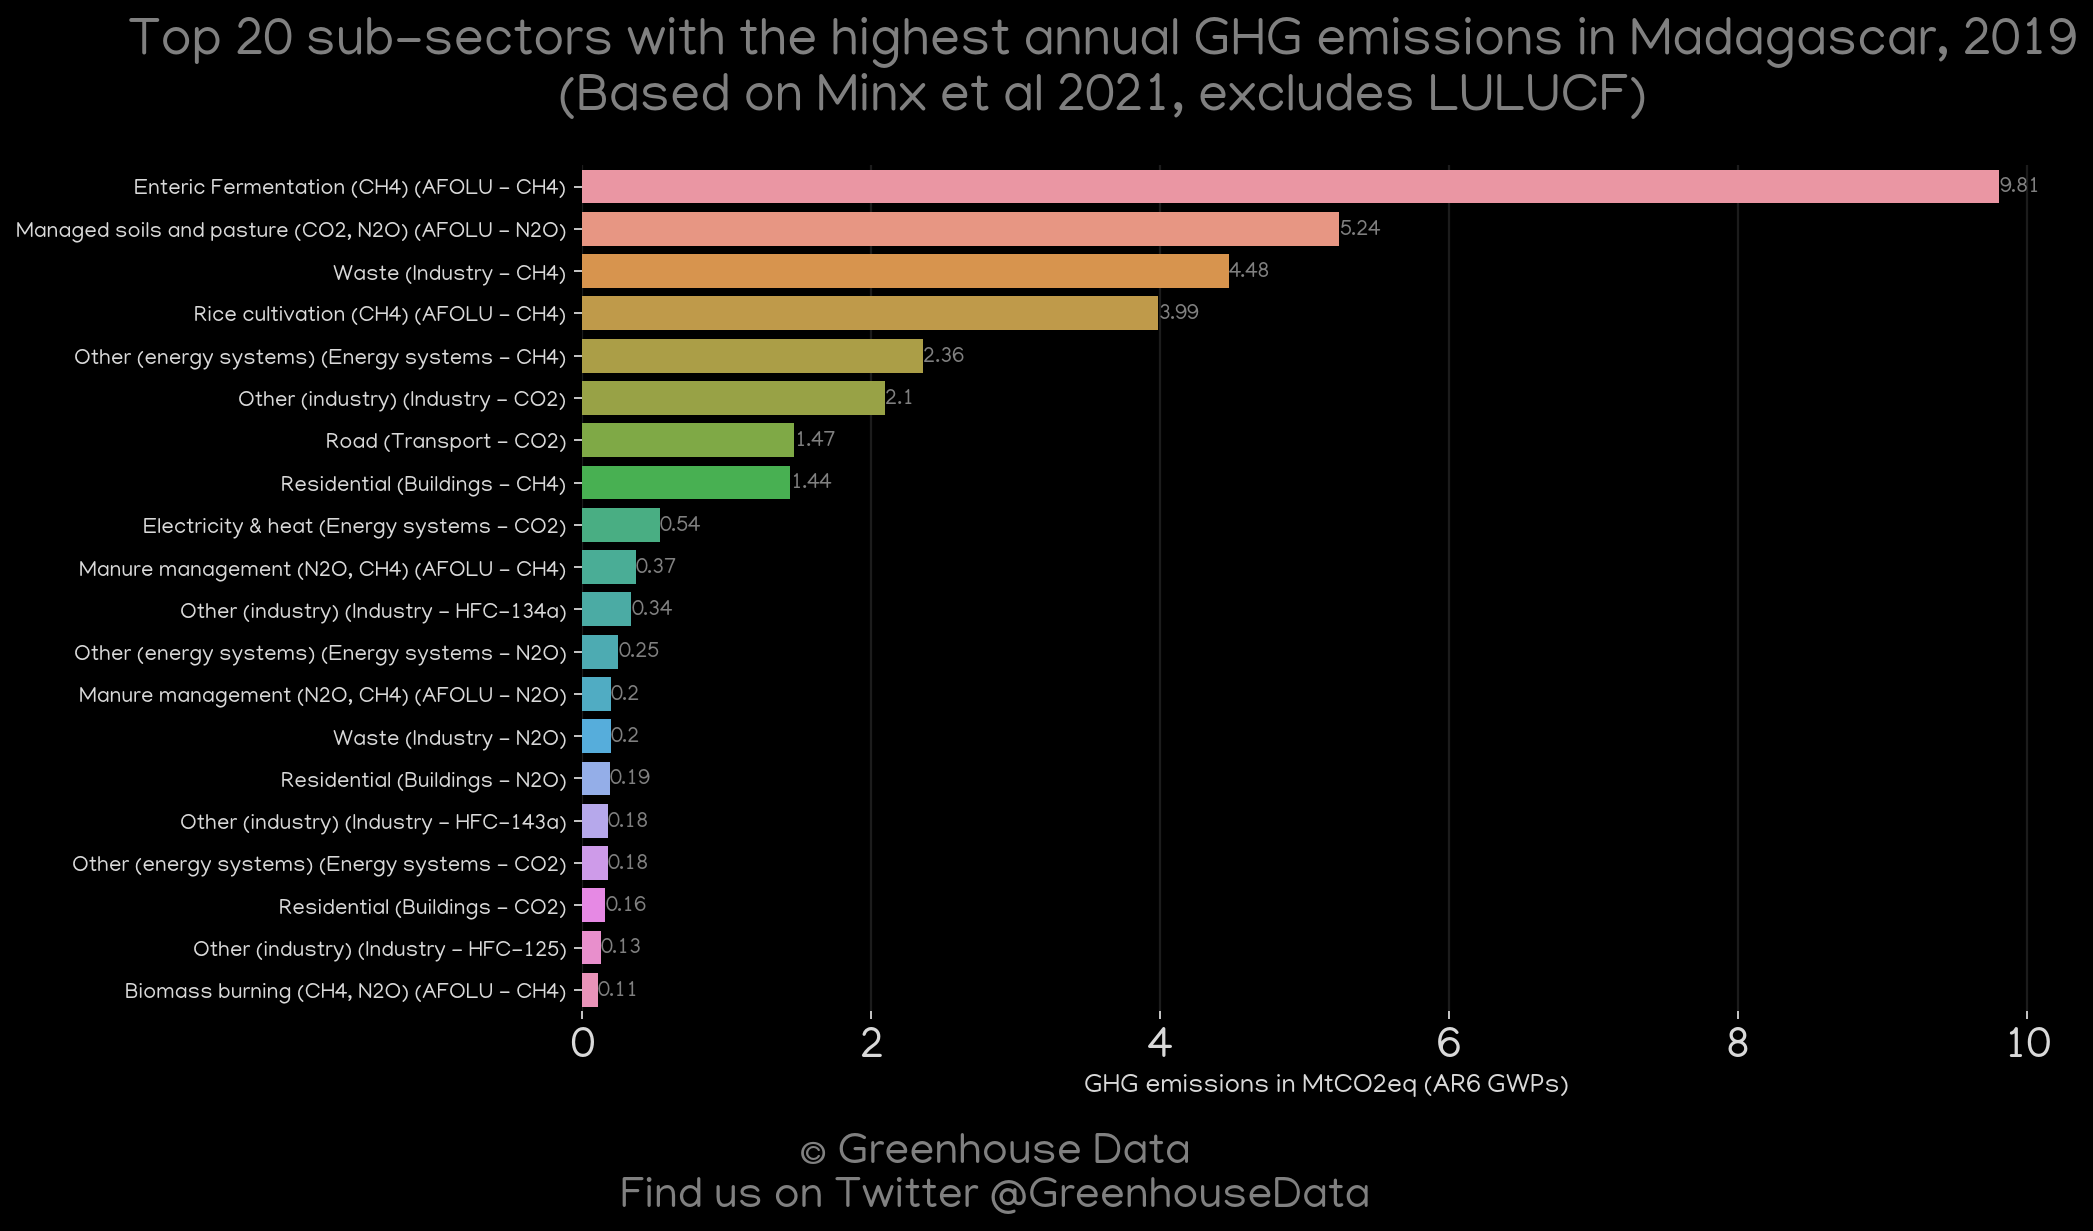 Top 20 sub-sectors with the highest annual GHG emissions in Madagascar, 2019
(Based on Minx et al 2021, excludes LULUCF)
Enteric Fermentation (CH4) (AFOLU - CH4) 9.81
Managed soils and pasture (CO2, N2O) (AFOLU - N2O) 5.24
Waste (Industry - CH4) 4.48
Rice cultivation (CH4) (AFOLU - CH4) 3.99
Other (energy systems) (Energy systems - CH4) 2.36
Other (industry) (Industry - CO2) 2.1
Road (Transport - CO2) 1.47
Residential (Buildings - CH4) 1.44
Electricity & heat (Energy systems - CO2) 0.54
Manure management (N2O, CH4) (AFOLU - CH4) 0.37
Other (industry) (Industry - HFC-134a) 0.34
Other (energy systems) (Energy systems - N2O) 0.25
Manure management (N2O, CH4) (AFOLU - N2O) 0.2
Waste (Industry - N2O) 0.2
Residential (Buildings - N2O) 0.19
Other (industry) (Industry - HFC-143a) 0.18
Other (energy systems) (Energy systems - CO2) 0.18
Residential (Buildings - CO2) 0.16
Other (industry) (Industry - HFC-125) 0.13
Biomass burning (CH4, N2O) (AFOLU - CH4) 0.11
0 2 4 6 8 10
GHG emissions in MtCO2eq (AR6 GWPs)
© Greenhouse Data
Find us on Twitter @GreenhouseData